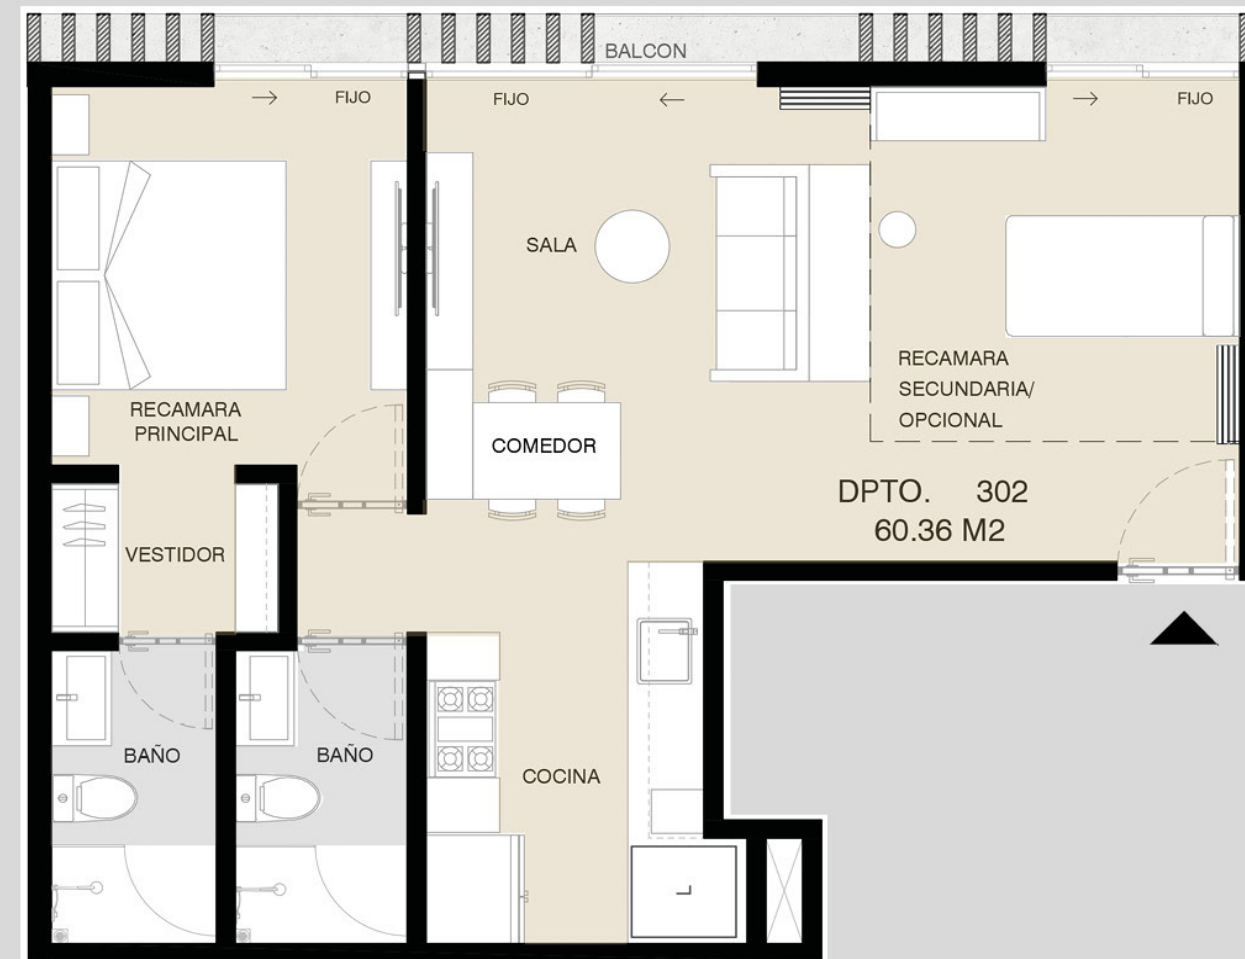 BALCON
FIJO
FIJO
FIJO
SALA
RECAMARA
SECUNDARIA/
OPCIONAL
RECAMARA
PRINCIPAL
COMEDOR
DPTO. 302
60.36 M2
VESTIDOR
BAÑO
BAÑO
COCINA
L